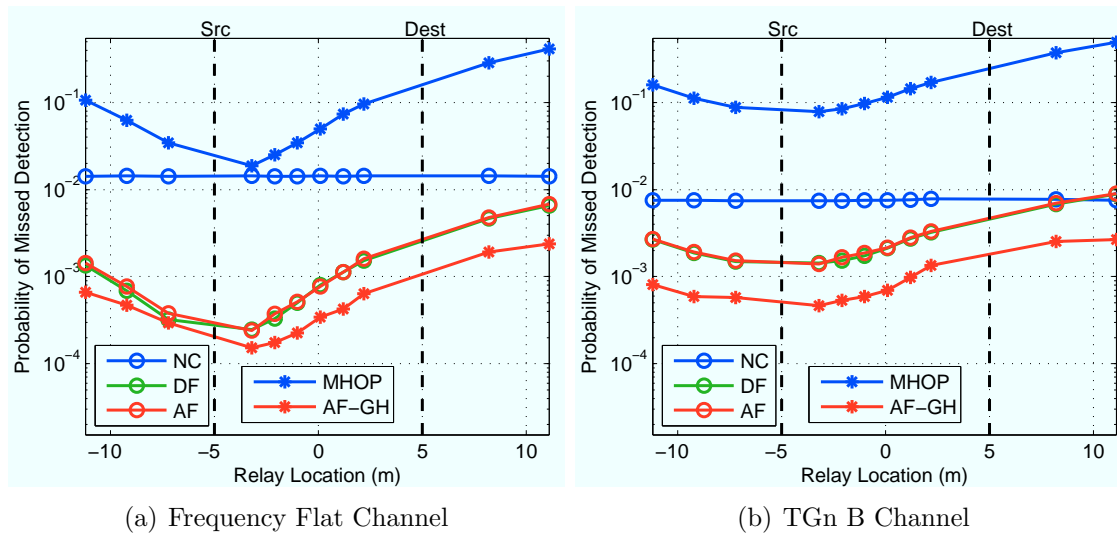 Src Dest
Probability of Missed Detection
10⁻¹
10⁻²
10⁻³
10⁻⁴
NC
DF
AF
MHOP
AF−GH
−10 −5 0 5 10
Relay Location (m)
(a) Frequency Flat Channel
Src Dest
Probability of Missed Detection
10⁻¹
10⁻²
10⁻³
10⁻⁴
NC
DF
AF
MHOP
AF−GH
−10 −5 0 5 10
Relay Location (m)
(b) TGn B Channel